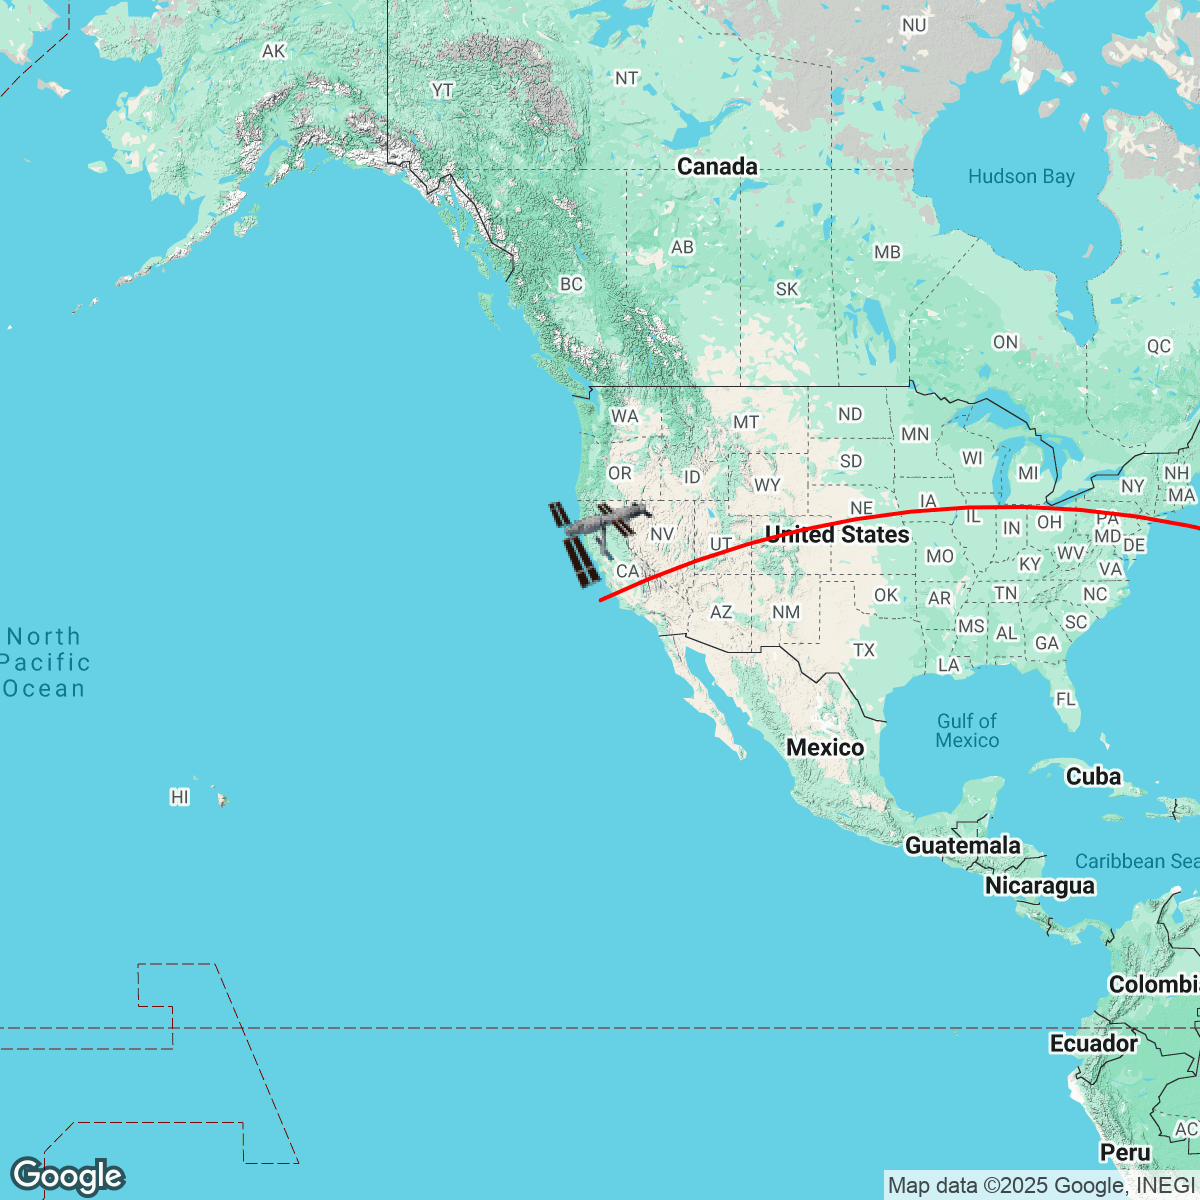 NU
AK
NT
YT
Canada
Hudson Bay
AB
MB
BC
SK
ON
QC
WA
ND
MT
MN
WI
SD
MI
NH
OR
ID
WY
NY
MA
IA
NE
IL
IN
OH
PA
NV
UT
United States
MD
DE
MO
WV
KY
CA
VA
OK
AR
TN
NC
AZ
NM
MS
AL
SC
GA
North
Pacific
Ocean
TX
LA
FL
Gulf of
Mexico
Mexico
Cuba
HI
Guatemala
Caribbean Sea
Nicaragua
Colombia
Ecuador
AC
Peru
Google
Map data ©2025 Google, INEGI